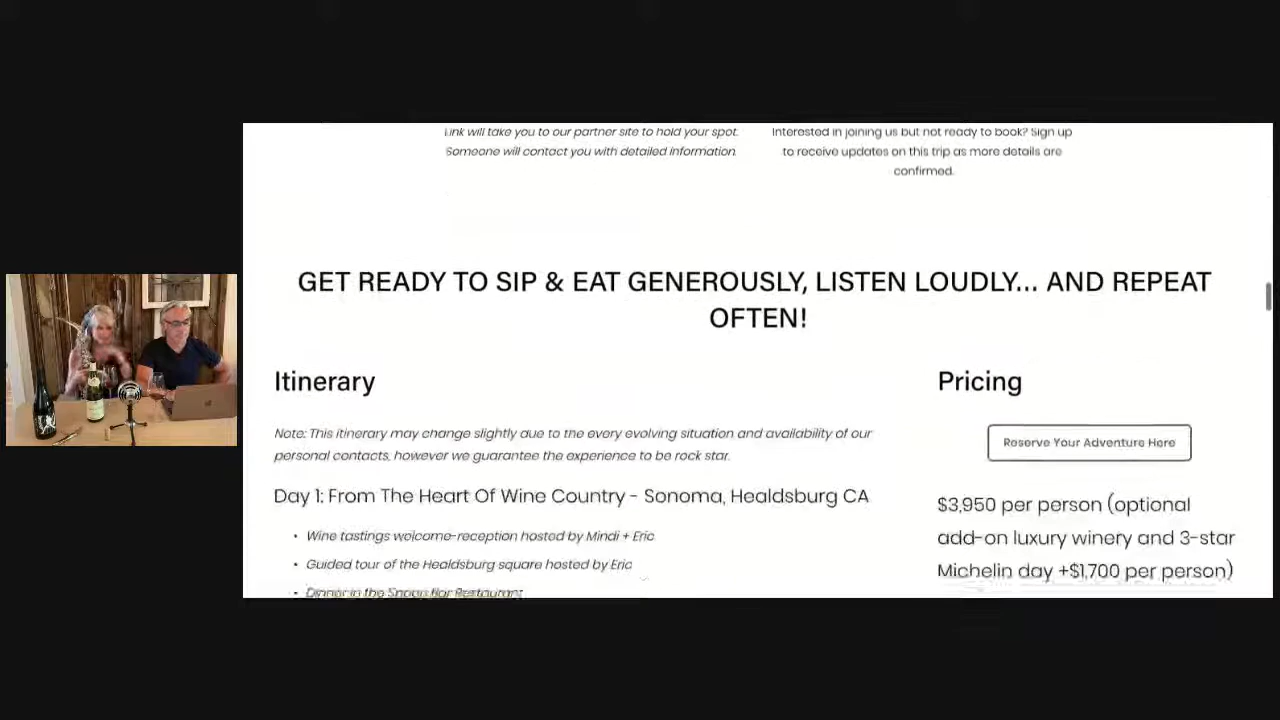 Link will take you to our partner site to hold your spot.
Someone will contact you with detailed information.
Interested in joining us but not ready to book? Sign up
to receive updates on this trip as more details are
confirmed.
GET READY TO SIP & EAT GENEROUSLY, LISTEN LOUDLY... AND REPEAT
OFTEN!
Itinerary
Note: This itinerary may change slightly due to the every evolving situation and availability of our
personal contacts, however we guarantee the experience to be rock star.
Day 1: From The Heart Of Wine Country - Sonoma, Healdsburg CA
• Wine tastings welcome-reception hosted by Mindi + Eric
• Guided tour of the Healdsburg square hosted by Eric
• Dinner in the Restaurant
Pricing
Reserve Your Adventure Here
$3,950 per person (optional
add-on luxury winery and 3-star
Michelin day +$1,700 per person)